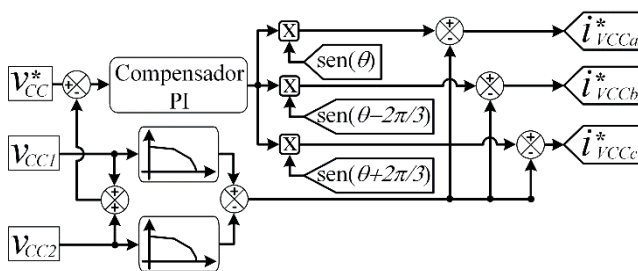 v*CC
Compensador
PI
X
sen(θ)
X
sen(θ−2π/3)
X
sen(θ+2π/3)
i*VCCa
i*VCCb
i*VCCc
vCC1
vCC2
+
-
+
+
+
-
+
-
+
-
+
-